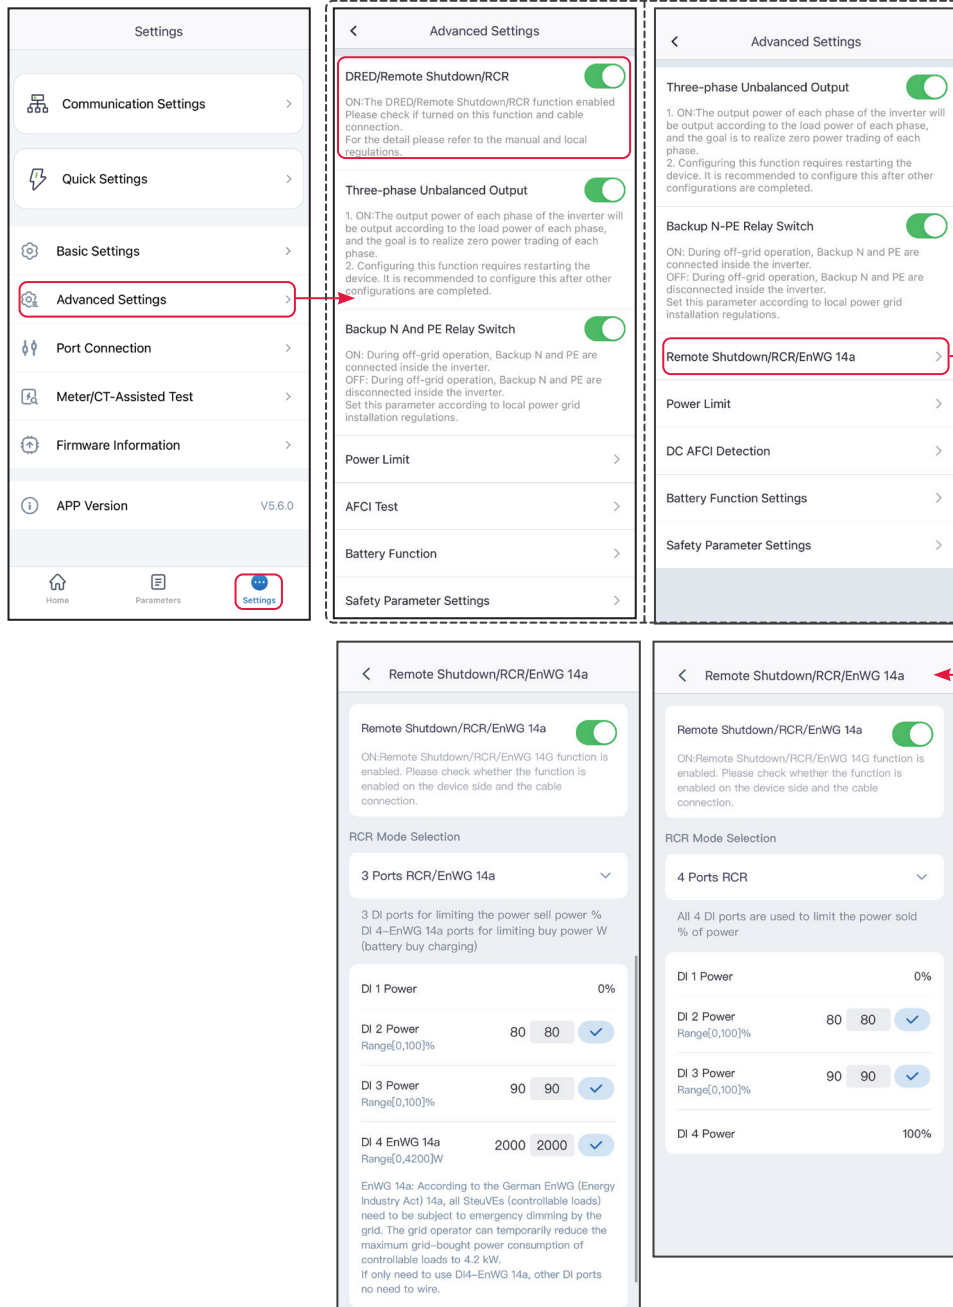 Settings
Communication Settings
Quick Settings
Basic Settings
Advanced Settings
Port Connection
Meter/CT-Assisted Test
Firmware Information
APP Version V5.6.0
Home Parameters Settings
Advanced Settings
DRED/Remote Shutdown/RCR
ON:The DRED/Remote Shutdown/RCR function enabled
Please check if turned on this function and cable
connection.
For the detail please refer to the manual and local
regulations.
Three-phase Unbalanced Output
1. ON:The output power of each phase of the inverter will
be output according to the load power of each phase,
and the goal is to realize zero power trading of each
phase.
2. Configuring this function requires restarting the
device. It is recommended to configure this after other
configurations are completed.
Backup N And PE Relay Switch
ON: During off-grid operation, Backup N and PE are
connected inside the inverter.
OFF: During off-grid operation, Backup N and PE are
disconnected inside the inverter.
Set this parameter according to local power grid
installation regulations.
Power Limit
AFCI Test
Battery Function
Safety Parameter Settings
Advanced Settings
Three-phase Unbalanced Output
1. ON:The output power of each phase of the inverter will
be output according to the load power of each phase,
and the goal is to realize zero power trading of each
phase.
2. Configuring this function requires restarting the
device. It is recommended to configure this after other
configurations are completed.
Backup N-PE Relay Switch
ON: During off-grid operation, Backup N and PE are
connected inside the inverter.
OFF: During off-grid operation, Backup N and PE are
disconnected inside the inverter.
Set this parameter according to local power grid
installation regulations.
Remote Shutdown/RCR/EnWG 14a
Power Limit
DC AFCI Detection
Battery Function Settings
Safety Parameter Settings
Remote Shutdown/RCR/EnWG 14a
Remote Shutdown/RCR/EnWG 14a
ON:Remote Shutdown/RCR/EnWG 14G function is
enabled. Please check whether the function is
enabled on the device side and the cable
connection.
RCR Mode Selection
3 Ports RCR/EnWG 14a
3 DI ports for limiting the power sell power %
DI 4–EnWG 14a ports for limiting buy power W
(battery buy charging)
DI 1 Power 0%
DI 2 Power 80 80
Range[0,100]%
DI 3 Power 90 90
Range[0,100]%
DI 4 EnWG 14a 2000 2000
Range[0,4200]W
EnWG 14a: According to the German EnWG (Energy
Industry Act) 14a, all SteuVEs (controllable loads)
need to be subject to emergency dimming by the
grid. The grid operator can temporarily reduce the
maximum grid-bought power consumption of
controllable loads to 4.2 kW.
If only need to use DI4–EnWG 14a, other DI ports
no need to wire.
Remote Shutdown/RCR/EnWG 14a
Remote Shutdown/RCR/EnWG 14a
ON:Remote Shutdown/RCR/EnWG 14G function is
enabled. Please check whether the function is
enabled on the device side and the cable
connection.
RCR Mode Selection
4 Ports RCR
All 4 DI ports are used to limit the power sold
% of power
DI 1 Power 0%
DI 2 Power 80 80
Range[0,100]%
DI 3 Power 90 90
Range[0,100]%
DI 4 Power 100%